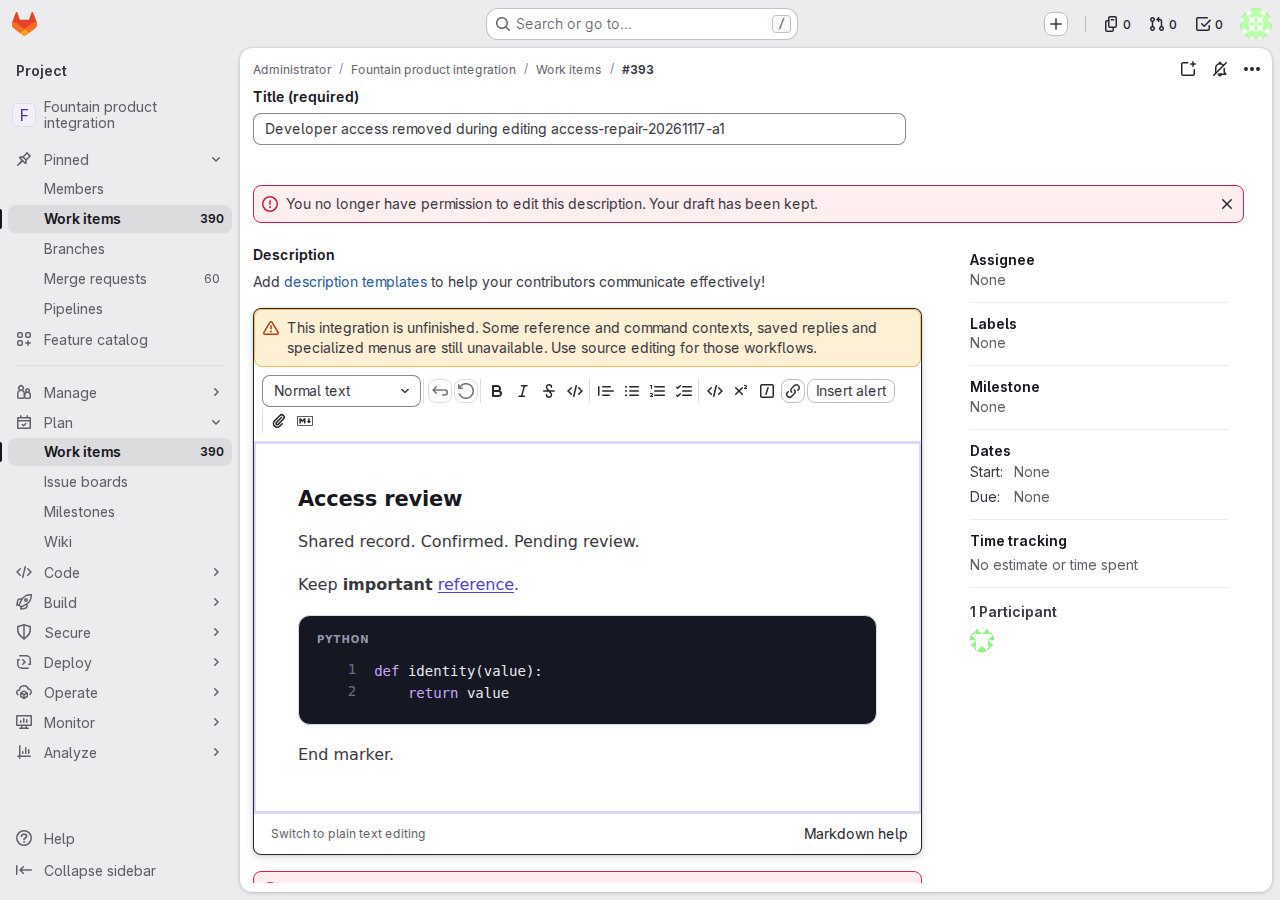 Search or go to...
/
0
0
0
Project
F
Fountain product
integration
Pinned
Members
Work items 390
Branches
Merge requests 60
Pipelines
Feature catalog
Manage
Plan
Work items 390
Issue boards
Milestones
Wiki
Code
Build
Secure
Deploy
Operate
Monitor
Analyze
Help
Collapse sidebar
Administrator / Fountain product integration / Work items / #393
Title (required)
Developer access removed during editing access-repair-20261117-a1
You no longer have permission to edit this description. Your draft has been kept.
Description
Add description templates to help your contributors communicate effectively!
This integration is unfinished. Some reference and command contexts, saved replies and
specialized menus are still unavailable. Use source editing for those workflows.
Normal text
Insert alert
Access review
Shared record. Confirmed. Pending review.
Keep important reference.
PYTHON
1 def identity(value):
2     return value
End marker.
Switch to plain text editing
Markdown help
Assignee
None
Labels
None
Milestone
None
Dates
Start: None
Due: None
Time tracking
No estimate or time spent
1 Participant